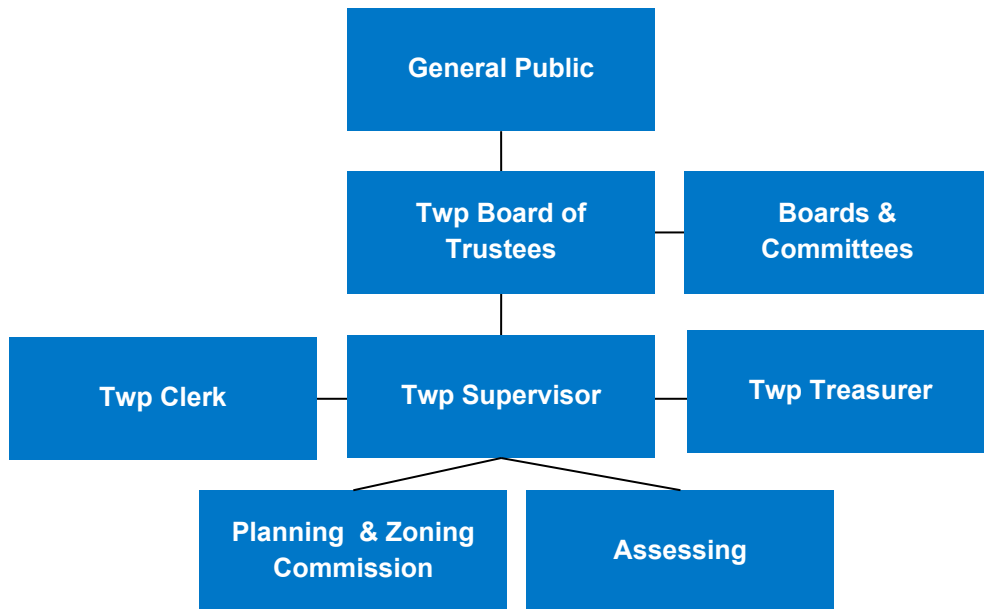 General Public
Twp Board of
Trustees
Boards &
Committees
Twp Clerk
Twp Supervisor
Twp Treasurer
Planning  & Zoning
Commission
Assessing